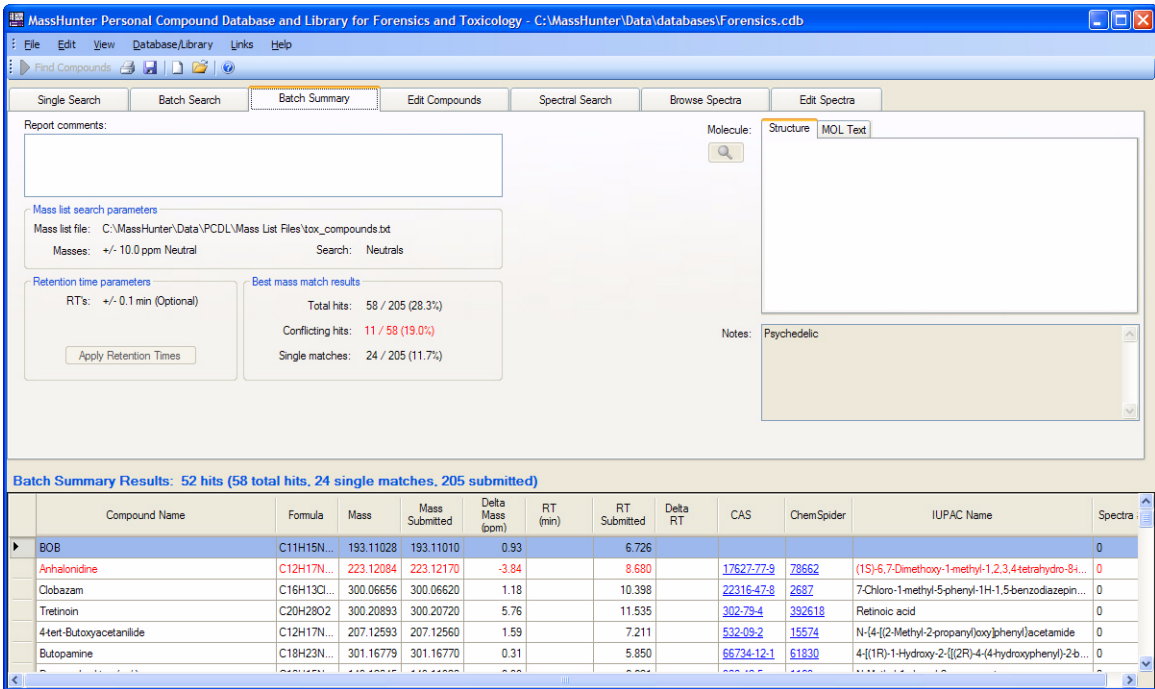 MassHunter Personal Compound Database and Library for Forensics and Toxicology - C:\MassHunter\Data\databases\Forensics.cdb
File Edit View Database/Library Links Help
Find Compounds
Single Search Batch Search Batch Summary Edit Compounds Spectral Search Browse Spectra Edit Spectra
Report comments:
Molecule: Structure MOL Text
Mass list search parameters
Mass list file: C:\MassHunter\Data\PCDL\Mass List Files\tox_compounds.txt
Masses: +/- 10.0 ppm Neutral Search: Neutrals
Retention time parameters
RT's: +/- 0.1 min (Optional)
Apply Retention Times
Best mass match results
Total hits: 58 / 205 (28.3%)
Conflicting hits: 11 / 58 (19.0%)
Single matches: 24 / 205 (11.7%)
Notes: Psychedelic
Batch Summary Results: 52 hits (58 total hits, 24 single matches, 205 submitted)
Compound Name Formula Mass Mass Submitted Delta Mass (ppm) RT (min) RT Submitted Delta RT CAS ChemSpider IUPAC Name Spectra
BOB C11H15N... 193.11028 193.11010 0.93 6.726 0
Anhalonidine C12H17N... 223.12084 223.12170 -3.84 8.680 17627-77-9 78662 (1S)-6,7-Dimethoxy-1-methyl-1,2,3,4-tetrahydro-8-i... 0
Clobazam C16H13Cl... 300.06656 300.06620 1.18 10.398 22316-47-8 2687 7-Chloro-1-methyl-5-phenyl-1H-1,5-benzodiazepin... 0
Tretinoin C20H28O2 300.20893 300.20720 5.76 11.535 302-79-4 392618 Retinoic acid 0
4-tert-Butoxyacetanilide C12H17N... 207.12593 207.12560 1.59 7.211 532-09-2 15574 N-{4-[(2-Methyl-2-propanyl)oxy]phenyl}acetamide 0
Butopamine C18H23N... 301.16779 301.16770 0.31 5.850 66734-12-1 61830 4-[(1R)-1-Hydroxy-2-{[(2R)-4-(4-hydroxyphenyl)-2-b... 0